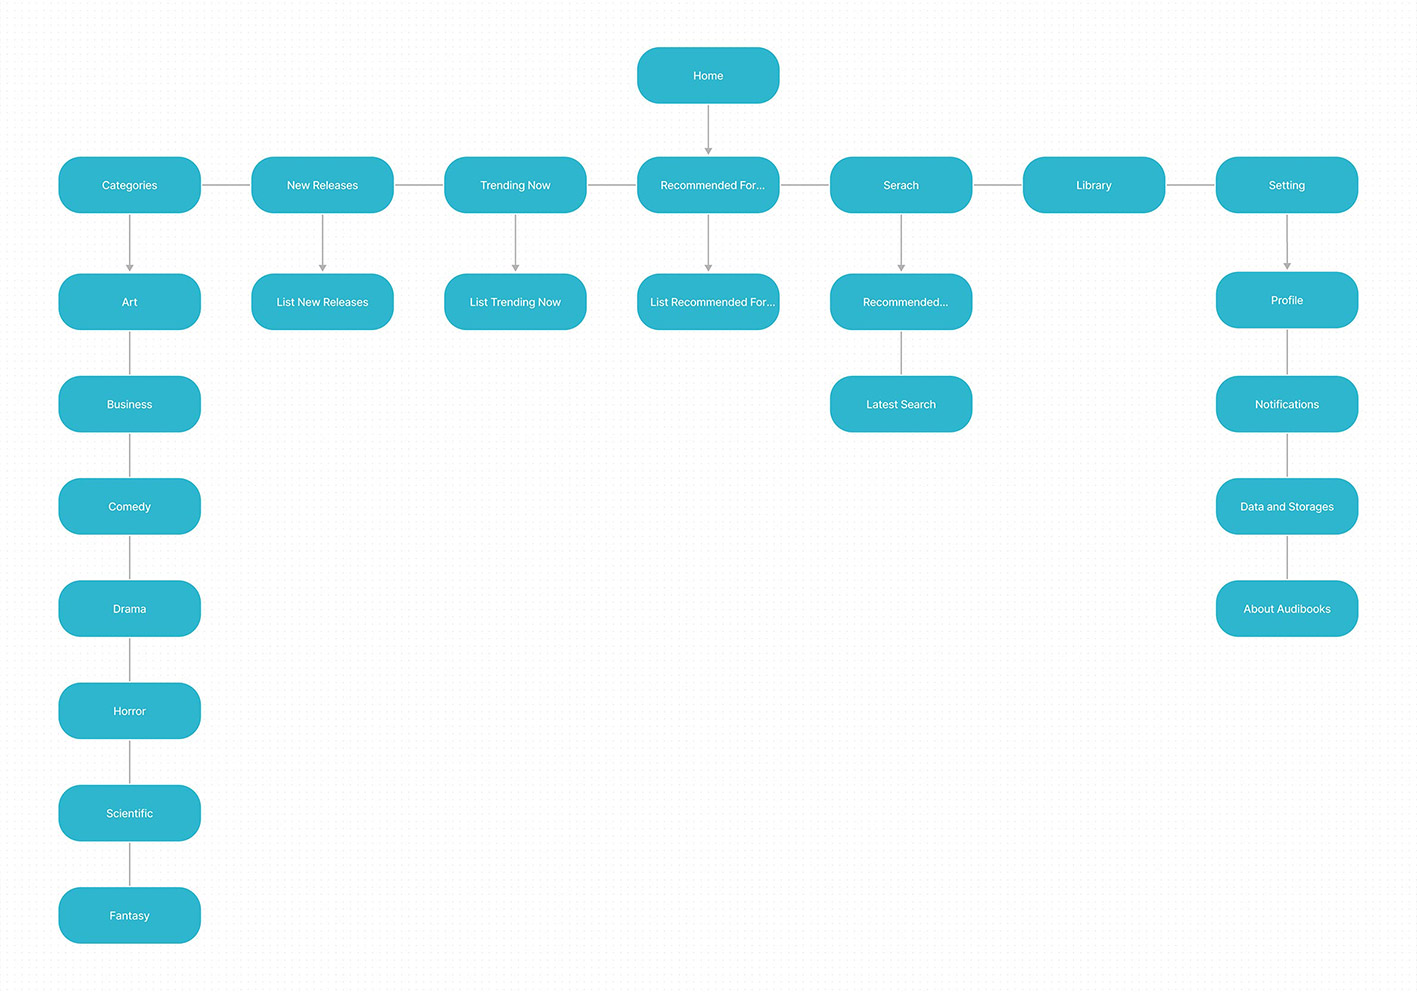 Home
Categories
New Releases
Trending Now
Recommended For...
Serach
Library
Setting
Art
List New Releases
List Trending Now
List Recommended For...
Recommended...
Profile
Business
Latest Search
Notifications
Comedy
Data and Storages
Drama
About Audibooks
Horror
Scientific
Fantasy